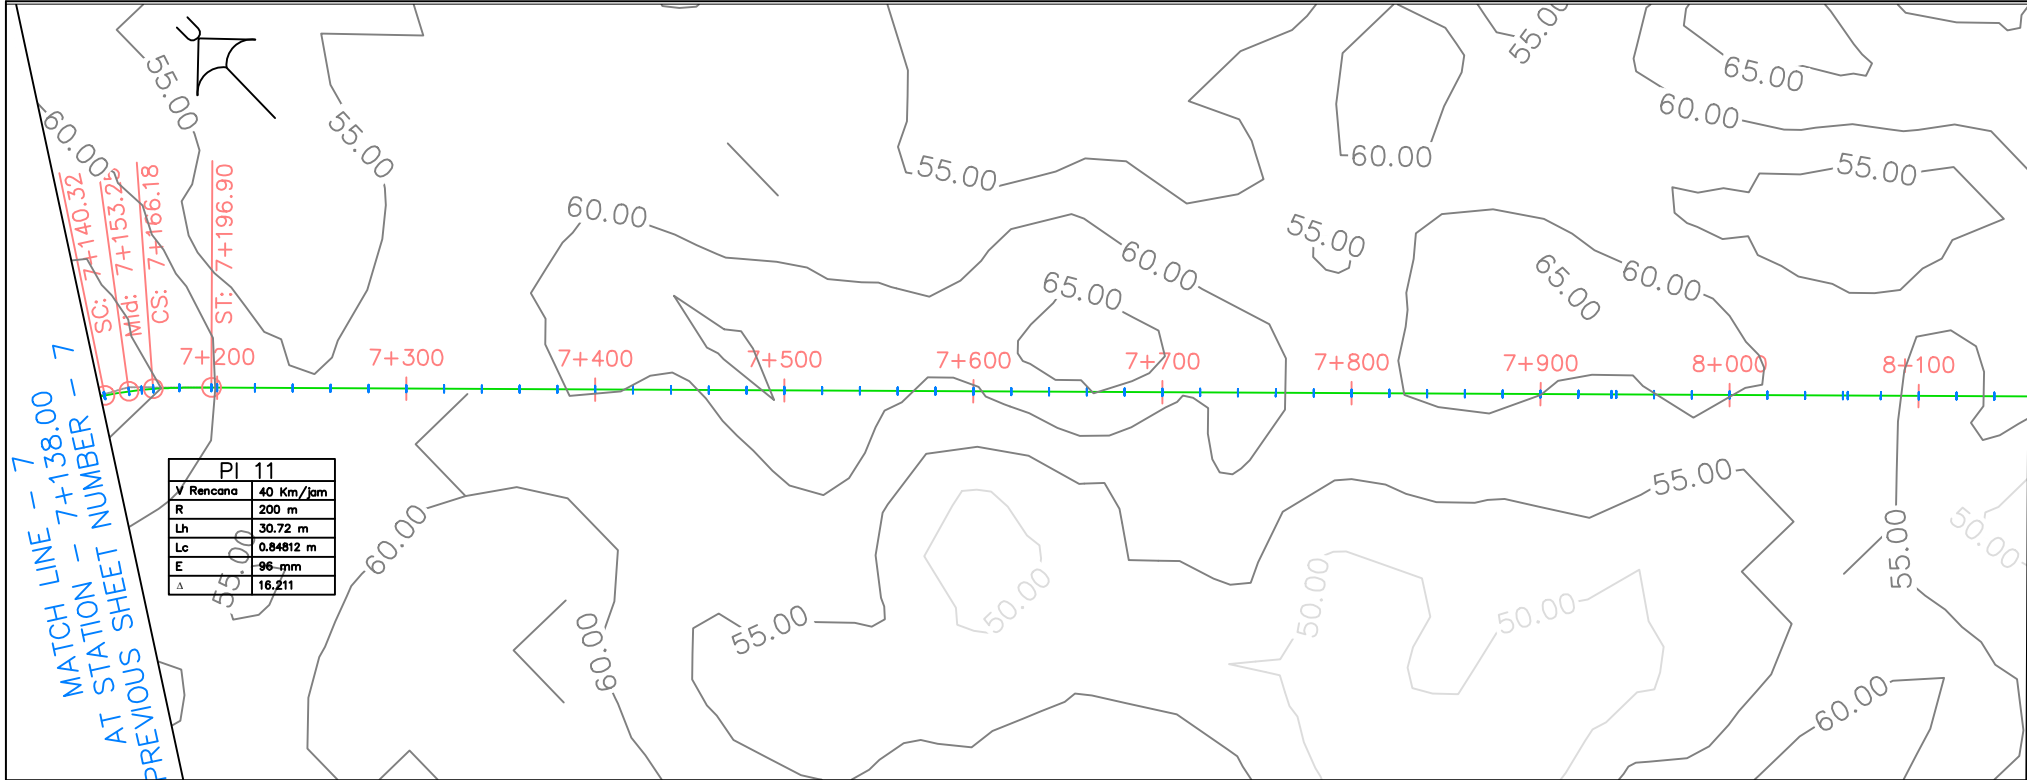 55.00
60.00
55.00
SC: 7+140.32
Mid: 7+153.25
CS: 7+166.18
ST: 7+196.90
55.00
60.00
55.00
60.00
55.00
65.00
60.00
55.00
60.00
65.00
65.00
60.00
7+200
7+300
7+400
7+500
7+600
7+700
7+800
7+900
8+000
8+100
MATCH LINE - 7
AT STATION - 7+138.00
PREVIOUS SHEET NUMBER - 7
PI 11
V Rencana 40 Km/jam
R 200 m
Lh 30.72 m
Lc 0.84812 m
E 96 mm
Δ 16.211
55.00
60.00
60.00
55.00
50.00
50.00
50.00
55.00
55.00
50.00
60.00